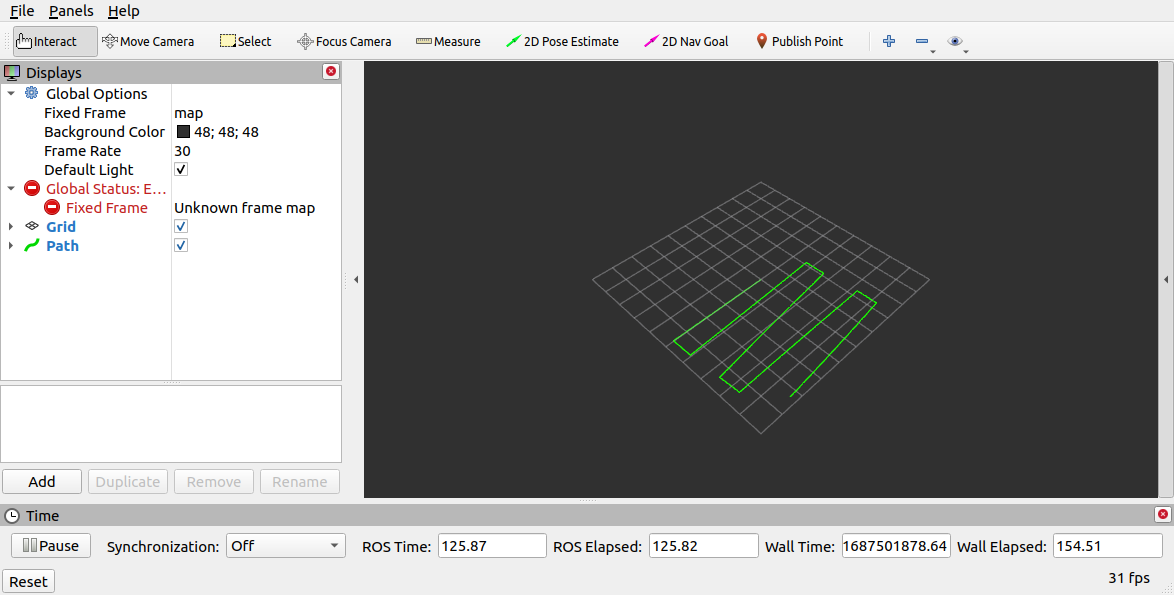 File Panels Help
Interact Move Camera Select Focus Camera Measure 2D Pose Estimate 2D Nav Goal Publish Point
Displays
Global Options
Fixed Frame map
Background Color 48; 48; 48
Frame Rate 30
Default Light
Global Status: E...
Fixed Frame Unknown frame map
Grid
Path
Add Duplicate Remove Rename
Time
Pause Synchronization: Off ROS Time: 125.87 ROS Elapsed: 125.82 Wall Time: 1687501878.64 Wall Elapsed: 154.51
Reset 31 fps